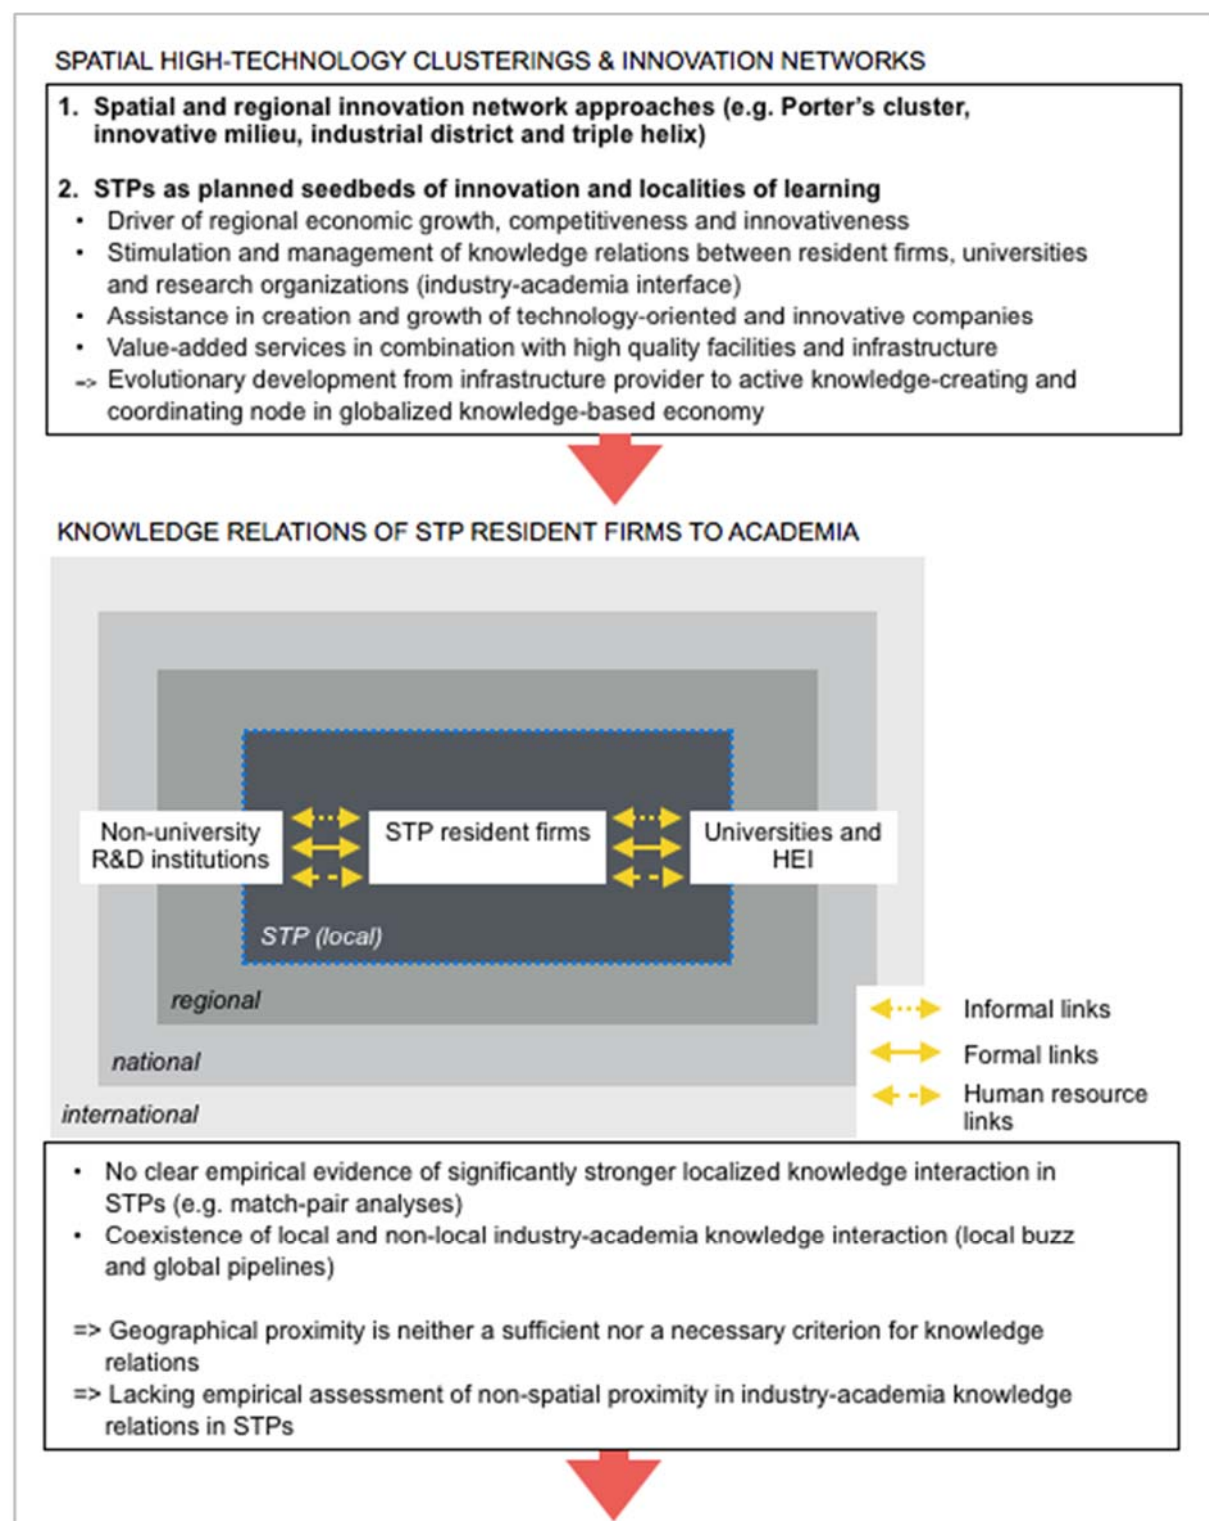 SPATIAL HIGH-TECHNOLOGY CLUSTERINGS & INNOVATION NETWORKS
1. Spatial and regional innovation network approaches (e.g. Porter's cluster,
innovative milieu, industrial district and triple helix)
2. STPs as planned seedbeds of innovation and localities of learning
• Driver of regional economic growth, competitiveness and innovativeness
• Stimulation and management of knowledge relations between resident firms, universities
and research organizations (industry-academia interface)
• Assistance in creation and growth of technology-oriented and innovative companies
• Value-added services in combination with high quality facilities and infrastructure
=> Evolutionary development from infrastructure provider to active knowledge-creating and
coordinating node in globalized knowledge-based economy
KNOWLEDGE RELATIONS OF STP RESIDENT FIRMS TO ACADEMIA
Non-university
R&D institutions
STP resident firms
Universities and
HEI
STP (local)
regional
national
international
Informal links
Formal links
Human resource
links
• No clear empirical evidence of significantly stronger localized knowledge interaction in
STPs (e.g. match-pair analyses)
• Coexistence of local and non-local industry-academia knowledge interaction (local buzz
and global pipelines)
=> Geographical proximity is neither a sufficient nor a necessary criterion for knowledge
relations
=> Lacking empirical assessment of non-spatial proximity in industry-academia knowledge
relations in STPs